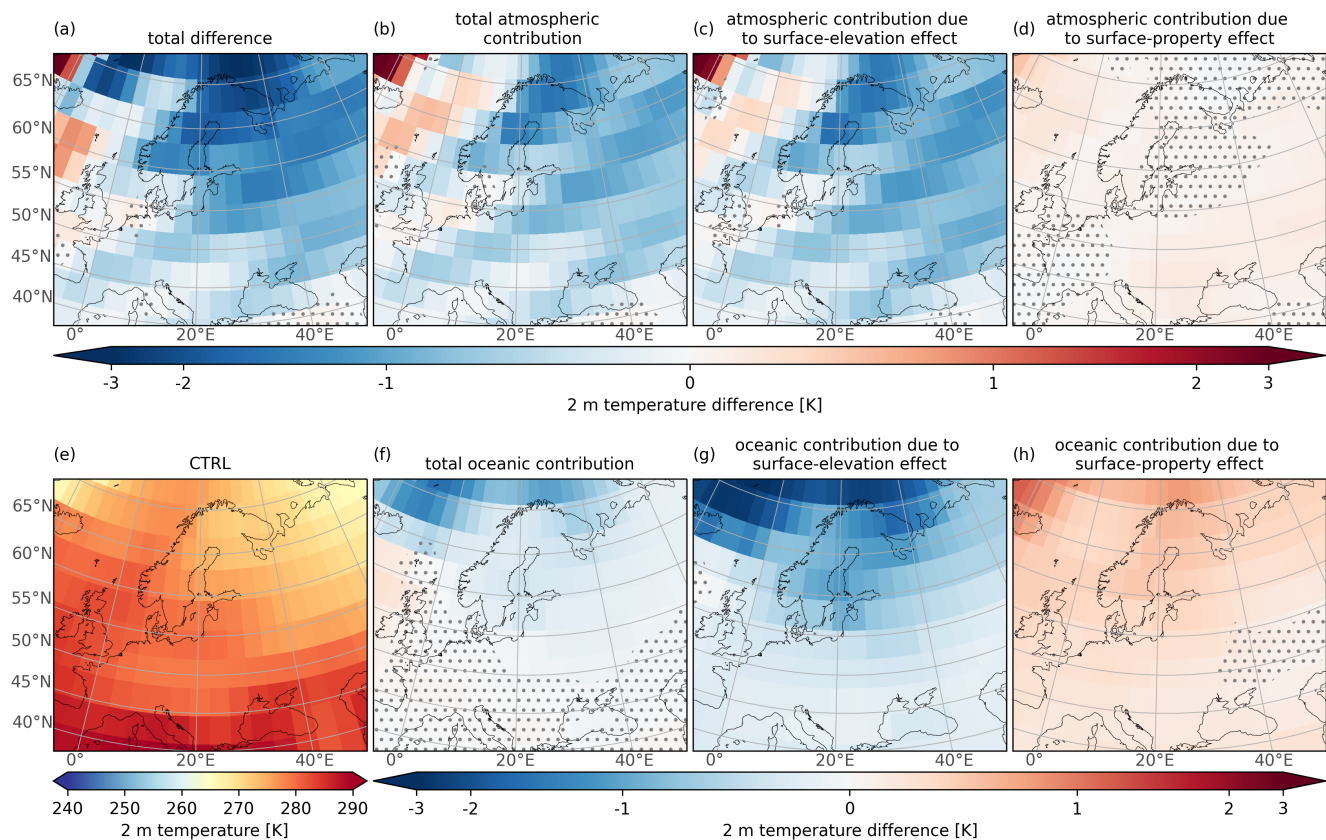 (a)
total difference
(b)
total atmospheric
contribution
(c)
atmospheric contribution due
to surface-elevation effect
(d)
atmospheric contribution due
to surface-property effect
65°N
60°N
55°N
50°N
45°N
40°N
0° 20°E 40°E
0° 20°E 40°E
0° 20°E 40°E
0° 20°E 40°E
-3 -2 -1 0 1 2 3
2 m temperature difference [K]
(e)
CTRL
(f)
total oceanic contribution
(g)
oceanic contribution due to
surface-elevation effect
(h)
oceanic contribution due to
surface-property effect
65°N
60°N
55°N
50°N
45°N
40°N
0° 20°E 40°E
0° 20°E 40°E
0° 20°E 40°E
0° 20°E 40°E
240 250 260 270 280 290
2 m temperature [K]
-3 -2 -1 0 1 2 3
2 m temperature difference [K]